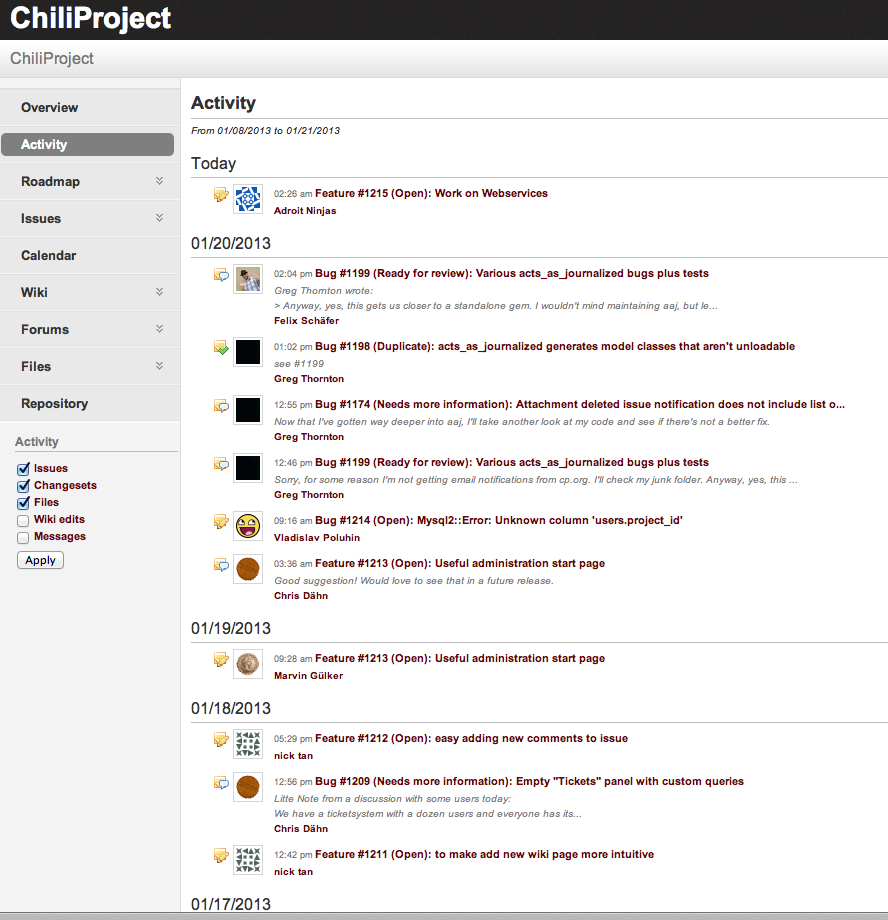 ChiliProject
ChiliProject
Overview
Activity
Roadmap
Issues
Calendar
Wiki
Forums
Files
Repository
Activity
Issues
Changesets
Files
Wiki edits
Messages
Apply
Activity
From 01/08/2013 to 01/21/2013
Today
02:26 am Feature #1215 (Open): Work on Webservices
Adroit Ninjas
01/20/2013
02:04 pm Bug #1199 (Ready for review): Various acts_as_journalized bugs plus tests
Greg Thornton wrote:
> Anyway, yes, this gets us closer to a standalone gem. I wouldn't mind maintaining aaj, but le...
Felix Schäfer
01:02 pm Bug #1198 (Duplicate): acts_as_journalized generates model classes that aren't unloadable
see #1199
Greg Thornton
12:55 pm Bug #1174 (Needs more information): Attachment deleted issue notification does not include list o...
Now that I've gotten way deeper into aaj, I'll take another look at my code and see if there's not a better fix.
Greg Thornton
12:46 pm Bug #1199 (Ready for review): Various acts_as_journalized bugs plus tests
Sorry, for some reason I'm not getting email notifications from cp.org. I'll check my junk folder. Anyway, yes, this ...
Greg Thornton
09:16 am Bug #1214 (Open): Mysql2::Error: Unknown column 'users.project_id'
Vladislav Poluhin
03:36 am Feature #1213 (Open): Useful administration start page
Good suggestion! Would love to see that in a future release.
Chris Dähn
01/19/2013
09:28 am Feature #1213 (Open): Useful administration start page
Marvin Gülker
01/18/2013
05:29 pm Feature #1212 (Open): easy adding new comments to issue
nick tan
12:56 pm Bug #1209 (Needs more information): Empty "Tickets" panel with custom queries
Litte Note from a discussion with some users today:
We have a ticketsystem with a dozen users and everyone has its...
Chris Dähn
12:42 pm Feature #1211 (Open): to make add new wiki page more intuitive
nick tan
01/17/2013